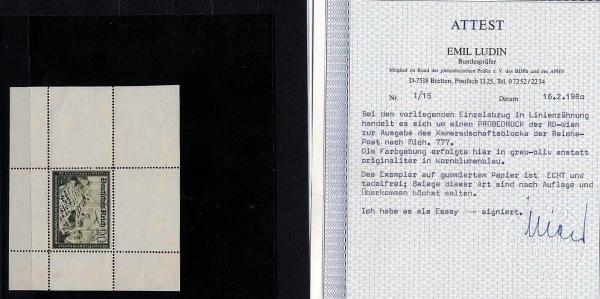 ATTEST
EMIL LUDIN
Bundesprüfer
Mitglied im Bund der philatelistischen Prüfer e. V. des BDPh und des APHV
D-7518 Bretten, Postfach 1325, Tel. 07252/2234
Nr. I/15 Datum 16.2.1980
Bei dem vorliegenden Einzelabzug in Linienzähnung
handelt es sich um einen PROBEDRUCK der RD-Wien
zur Ausgabe des Kameradschaftsblocks der Reichs-
Post nach Mich. 777.
Die Farbgebung erfolgte hier in grau-oliv anstatt
originaliter in kornblumenblau.
Das Exemplar auf gummiertem Papier ist ECHT und
tadelfrei; Belege dieser Art sind nach Auflage und
Überkommen höchst selten.
Ich habe es als Essay signiert.
Deutsches Reich